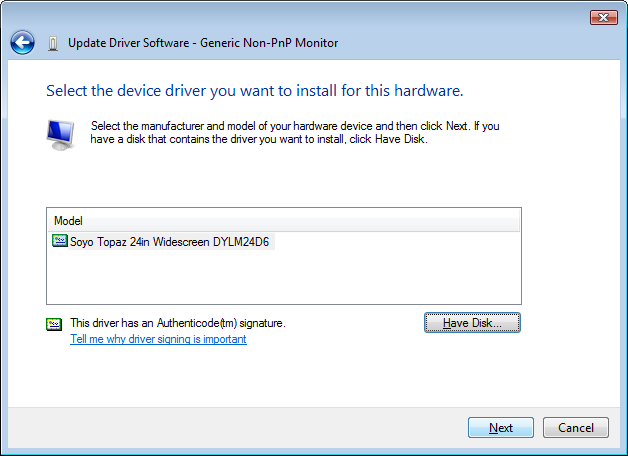 Update Driver Software - Generic Non-PnP Monitor
Select the device driver you want to install for this hardware.
Select the manufacturer and model of your hardware device and then click Next. If you
have a disk that contains the driver you want to install, click Have Disk.
Model
Soyo Topaz 24in Widescreen DYLM24D6
This driver has an Authenticode(tm) signature.
Have Disk...
Tell me why driver signing is important
Next
Cancel